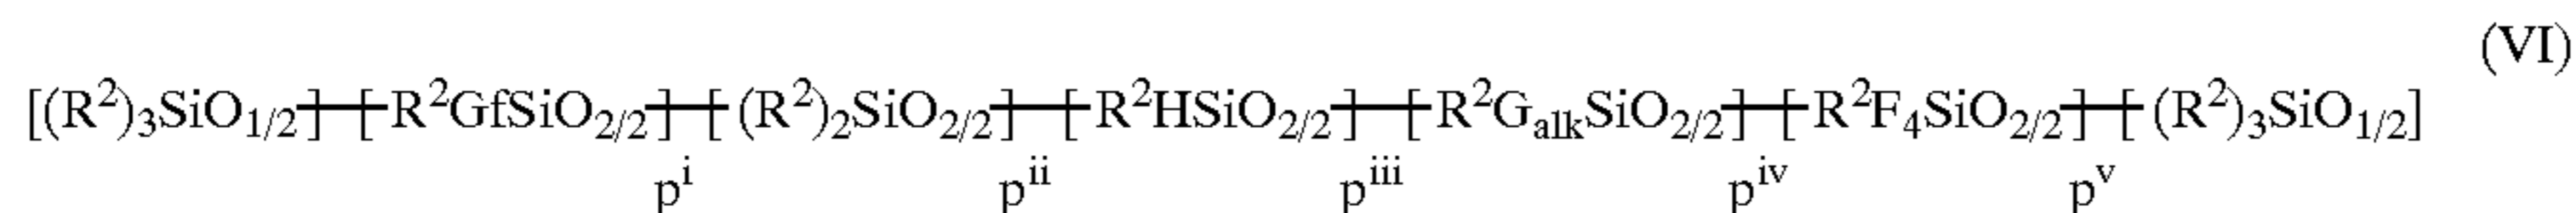 (VI)
[(R²)₃SiO₁/₂]—[R²GfSiO₂/₂]—[(R²)₂SiO₂/₂]—[R²HSiO₂/₂]—[R²GₐₗₖSiO₂/₂]—[R²F₄SiO₂/₂]—[(R²)₃SiO₁/₂]
pⁱ pⁱⁱ pⁱⁱⁱ pⁱᵛ pᵛ